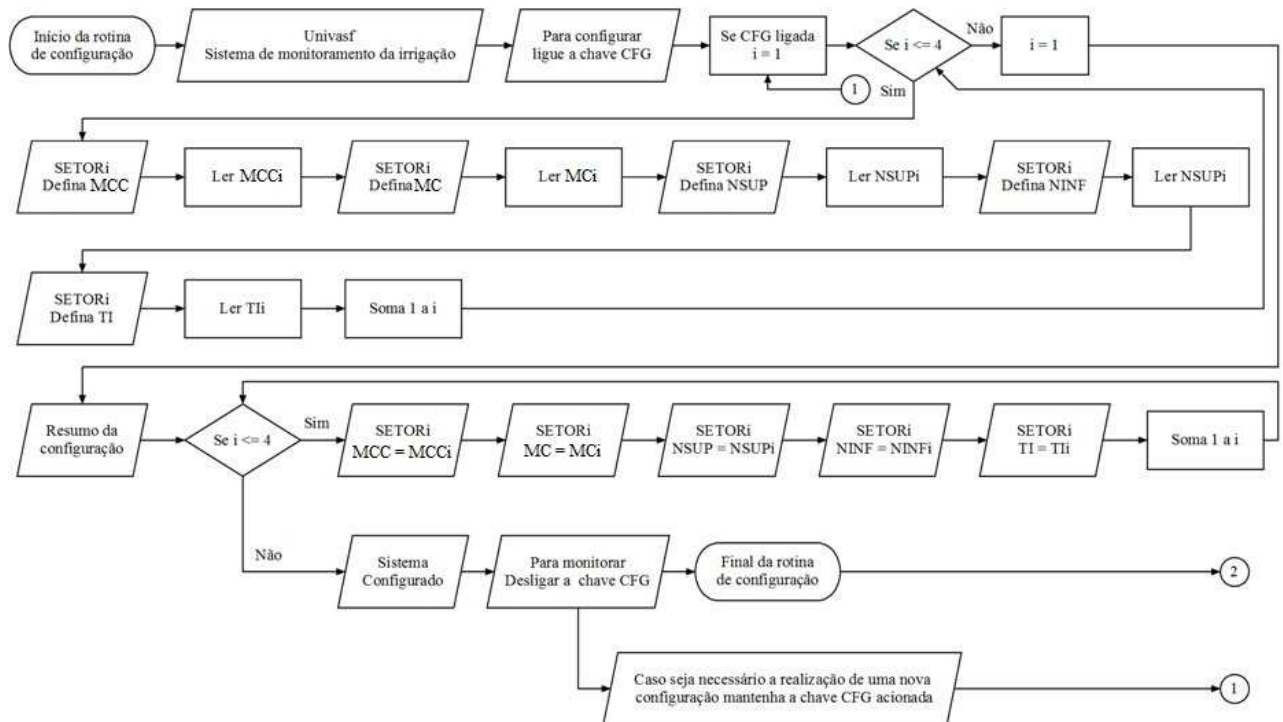 Início da rotina
de configuração
Univasf
Sistema de monitoramento da irrigação
Para configurar
ligue a chave CFG
Se CFG ligada
i = 1
Se i <= 4
Não
i = 1
1
Sim
SETORi
Defina MCC
Ler MCCi
SETORi
Defina MC
Ler MCi
SETORi
Defina NSUP
Ler NSUPi
SETORi
Defina NINF
Ler NSUPi
SETORi
Defina TI
Ler TIi
Soma 1 a i
Resumo da
configuração
Se i <= 4
Sim
SETORi
MCC = MCCi
SETORi
MC = MCi
SETORi
NSUP = NSUPi
SETORi
NINF = NINFi
SETORi
TI = TIi
Soma 1 a i
Não
Sistema
Configurado
Para monitorar
Desligar a chave CFG
Final da rotina
de configuração
2
Caso seja necessário a realização de uma nova
configuração mantenha a chave CFG acionada
1